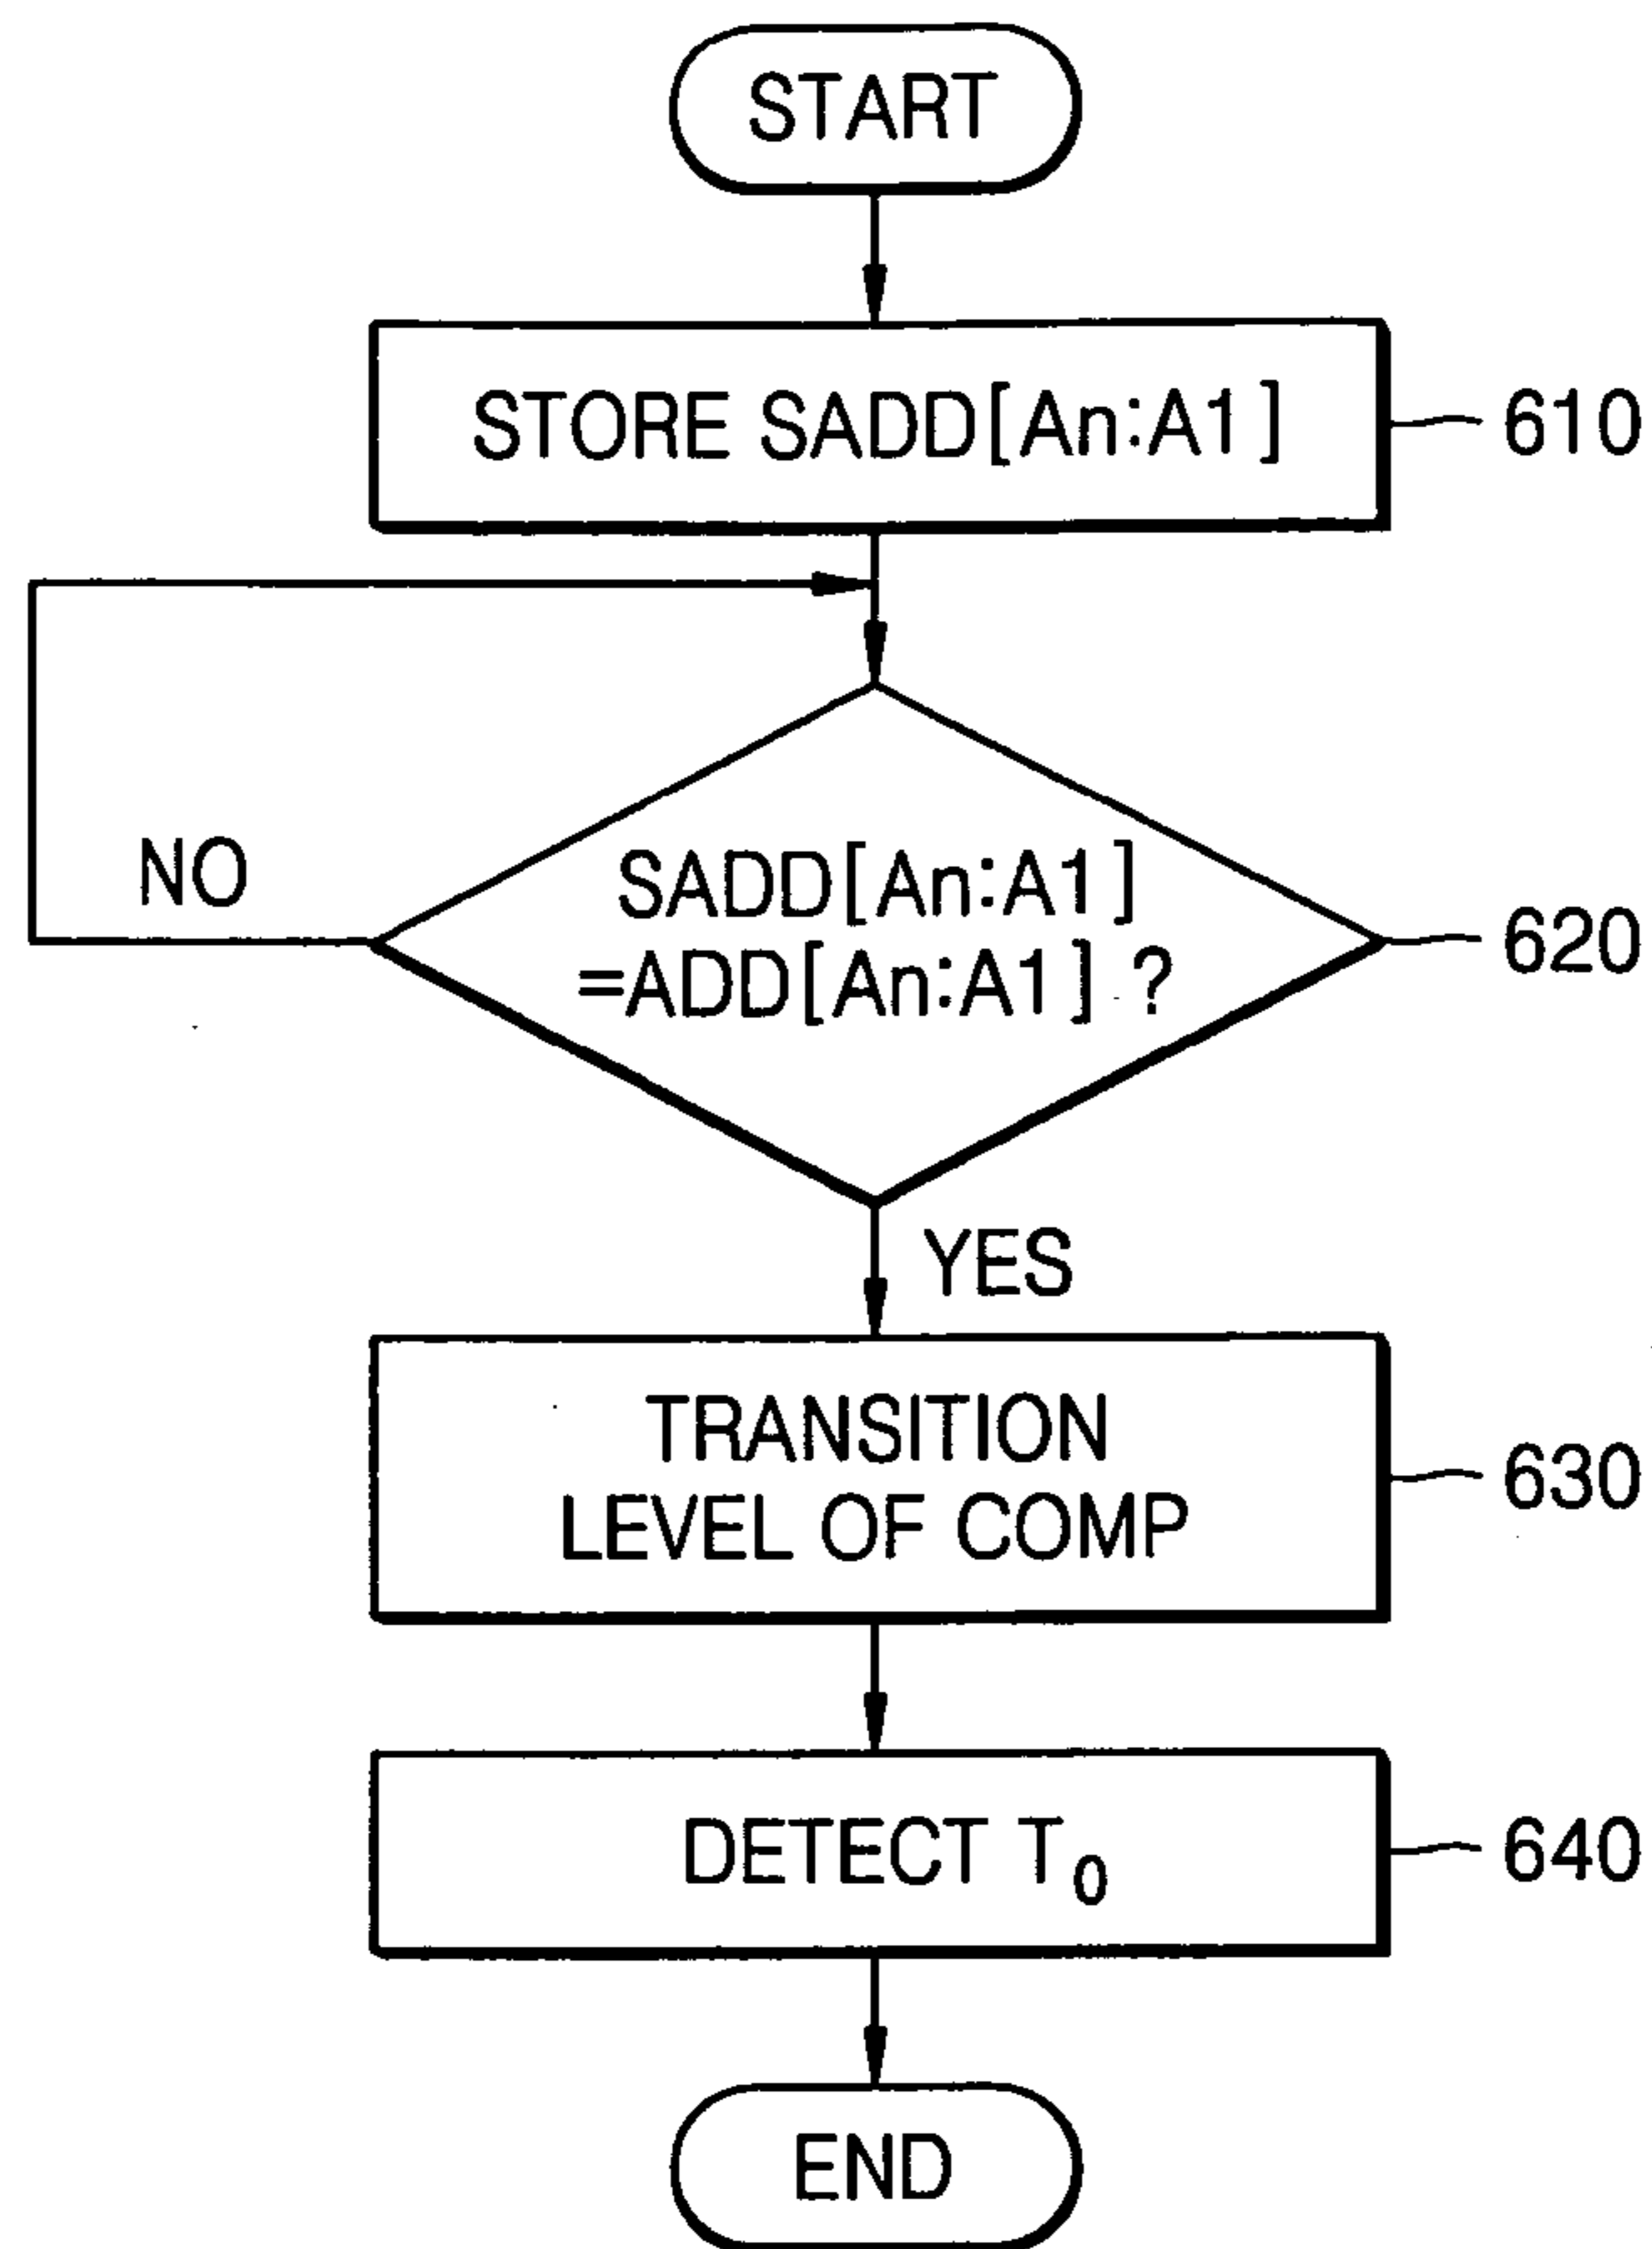 START
STORE SADD[An:A1]
610
NO
SADD[An:A1]
=ADD[An:A1] ?
620
YES
TRANSITION
LEVEL OF COMP
630
DETECT T₀
640
END